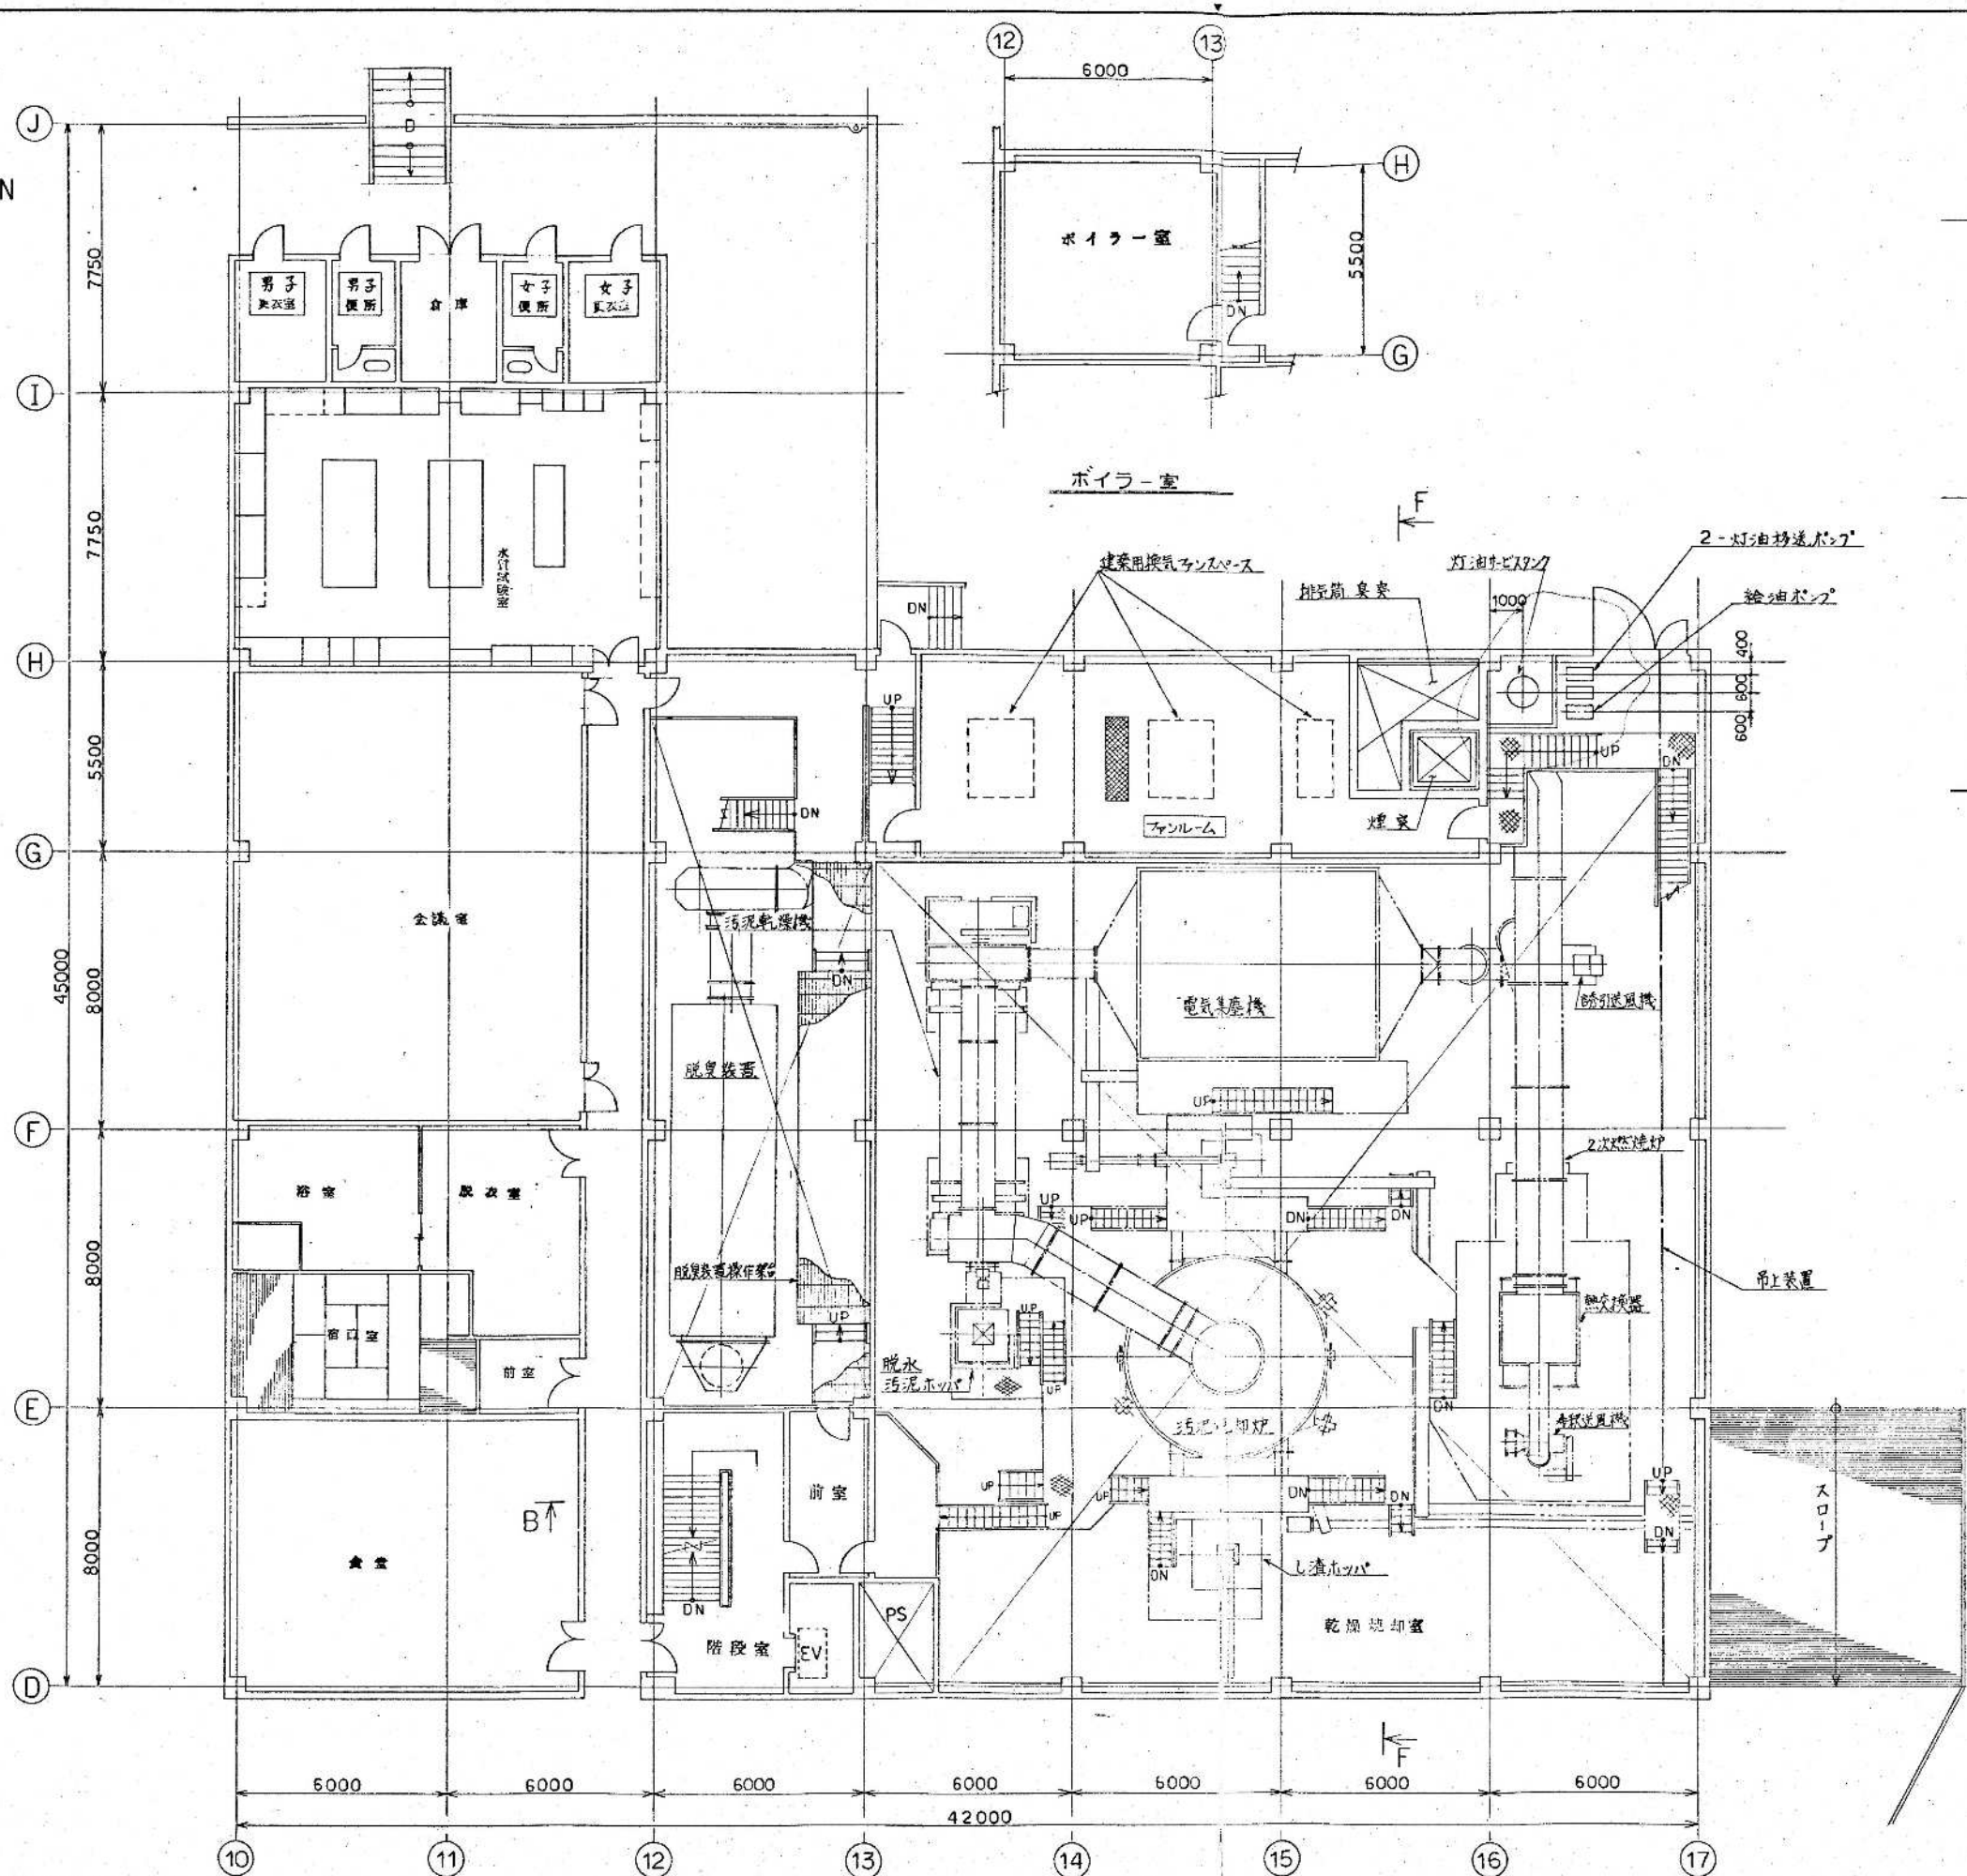 12
13
6000
J
N
H
ボイラー室
5500
DN
G
7750
男子
更衣室
男子
便所
倉庫
女子
便所
女子
更衣室
I
ボイラー室
F
7750
水質試験室
2-灯油移送ポンプ
建築用換気ファンスペース
灯油サービスタンク
排気筒
1000
給油ポンプ
DN
400
H
600
UP
600
UP
DN
5500
DN
煙突
ファンルーム
G
会議室
汚泥乾燥機
DN
45000
8000
電気集塵機
誘引送風機
脱臭装置
UP
F
2次燃焼炉
浴室
脱衣室
UP
UP
DN
DN
8000
脱臭装置操作架台
吊上装置
熱交換器
UP
UP
宿直室
前室
脱水
汚泥ホッパ
UP
DN
E
汚泥焼却炉
UP
前室
UP
UP
DN
DN
スロープ
B
UP
DN
8000
食堂
し渣ホッパ
DN
DN
PS
乾燥焼却室
階段室
EV
D
F
6000
6000
6000
6000
6000
6000
6000
42000
10
11
12
13
14
15
16
17